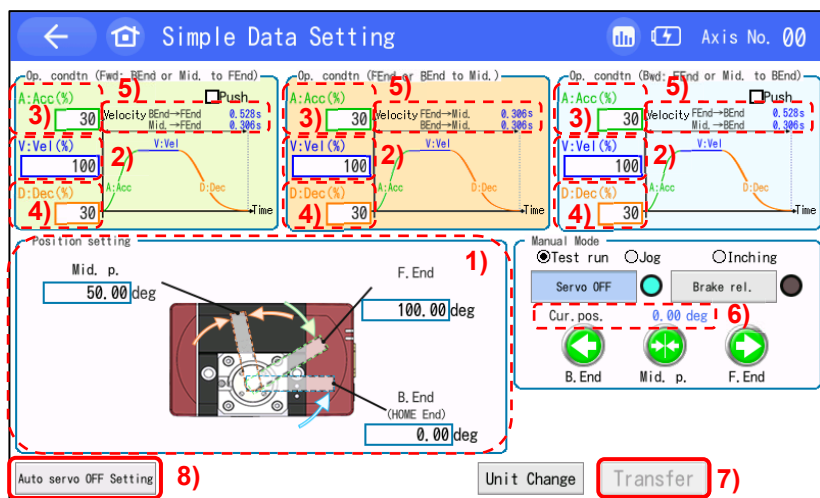 Simple Data Setting
Axis No. 00
Op. condtn (Fwd: BEnd or Mid. to FEnd)
5)
A:Acc(%)
Push
3)
30
Velocity BEnd→FEnd 0.528s
Mid. →FEnd 0.306s
V:Vel(%)
100
2)
V:Vel
A:Acc
D:Dec
D:Dec(%)
4)
30
Time
Op. condtn (FEnd or BEnd to Mid.)
5)
A:Acc(%)
3)
30
Velocity FEnd→Mid. 0.306s
BEnd→Mid. 0.306s
V:Vel(%)
100
2)
V:Vel
A:Acc
D:Dec
D:Dec(%)
4)
30
Time
Op. condtn (Bwd: FEnd or Mid. to BEnd)
5)
A:Acc(%)
Push
3)
30
Velocity FEnd→BEnd 0.528s
Mid. →BEnd 0.306s
V:Vel(%)
100
2)
V:Vel
A:Acc
D:Dec
D:Dec(%)
4)
30
Time
Position setting
1)
Mid. p.
50.00 deg
F. End
100.00 deg
B. End
(HOME End)
0.00 deg
Manual Mode
Test run Jog Inching
Servo OFF
Brake rel.
6)
Cur. pos. 0.00 deg
B. End Mid. p. F. End
Auto servo OFF Setting
8)
Unit Change
Transfer
7)